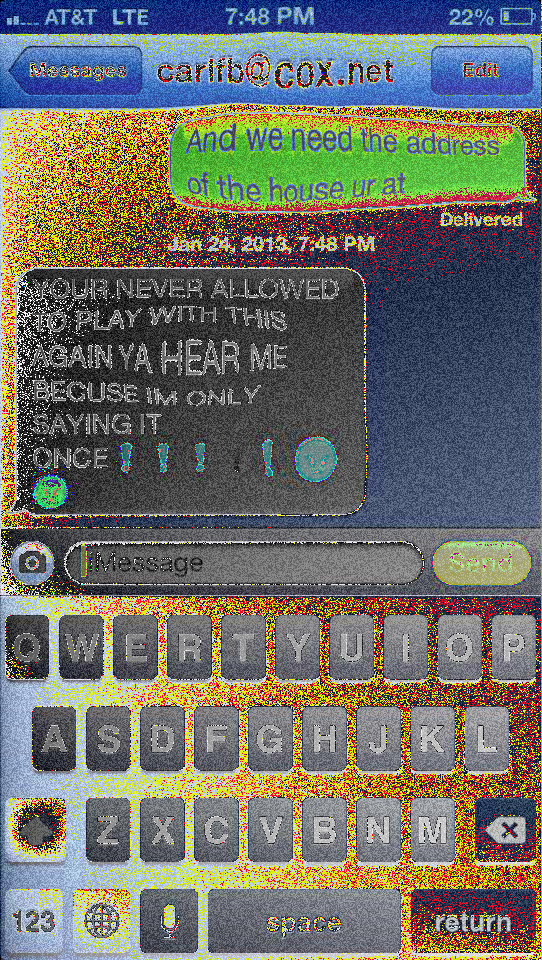 AT&T LTE 7:48 PM 22%
Messages carifb@cox.net Edit
And we need the address
of the house ur at
Delivered
Jan 24, 2013, 7:48 PM
YOUR NEVER ALLOWED
TO PLAY WITH THIS
AGAIN YA HEAR ME
BECUSE IM ONLY
SAYING IT
ONCE❗❗❗❗❗
iMessage Send
Q W E R T Y U I O P
A S D F G H J K L
Z X C V B N M
123 space return